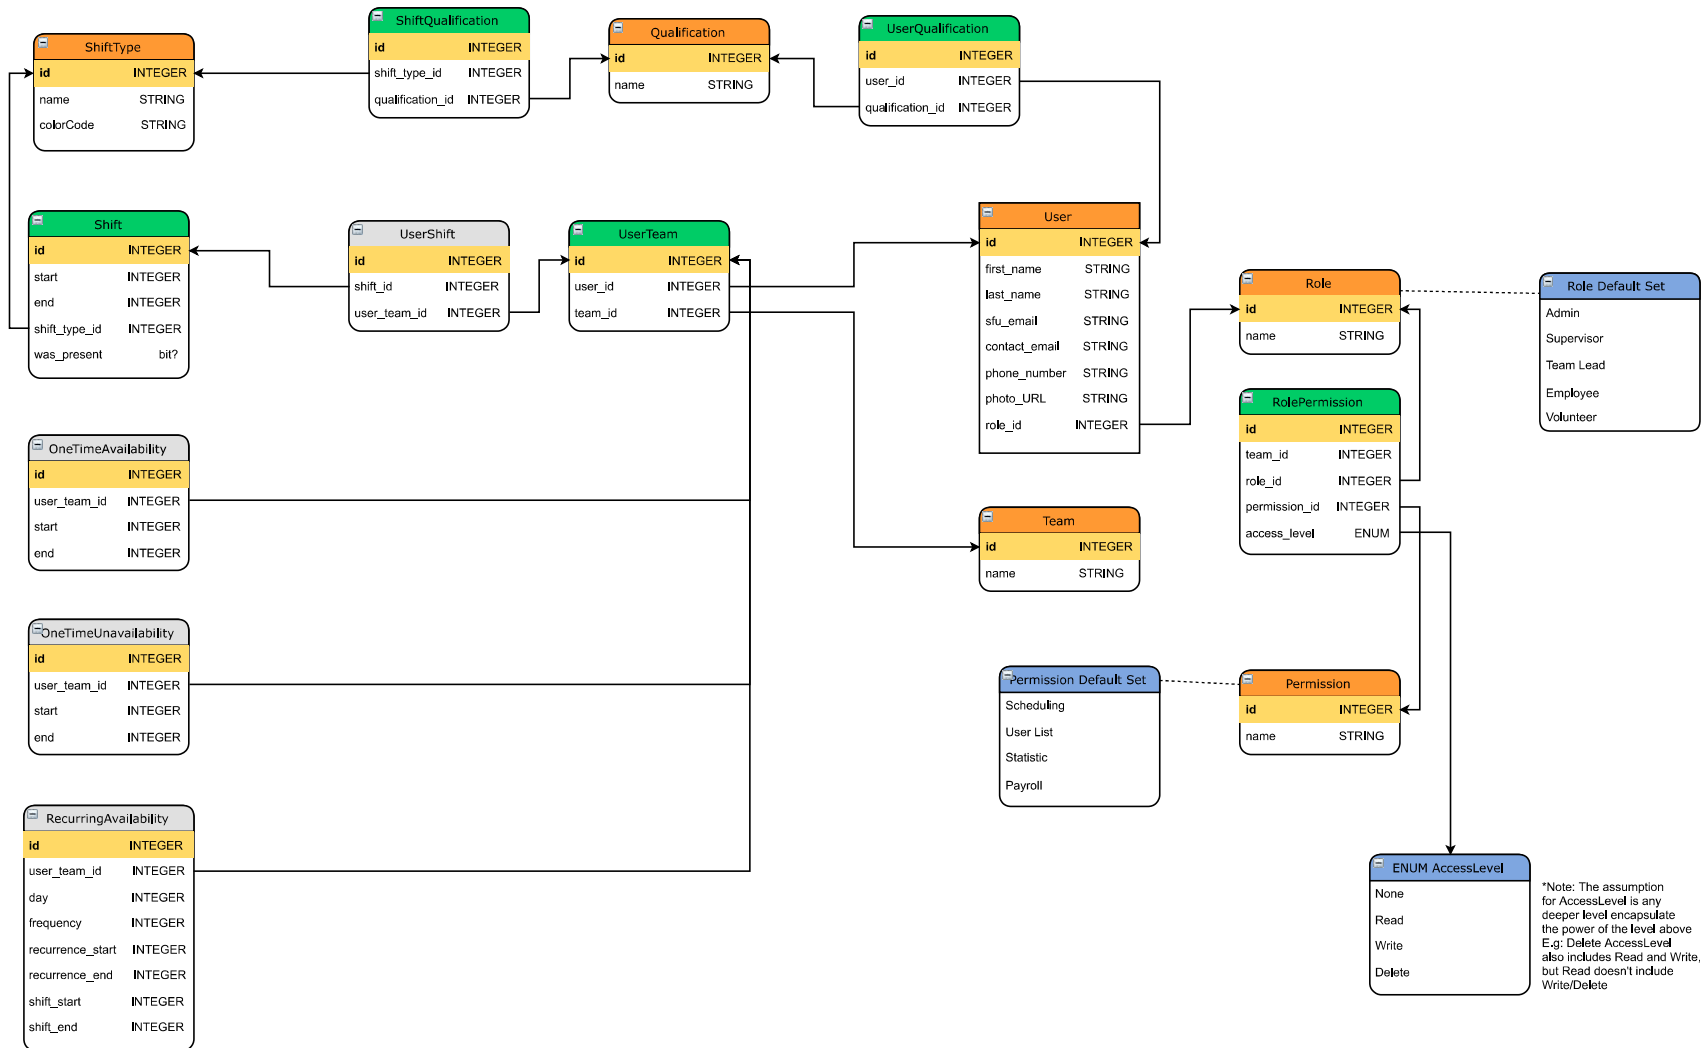 ShiftType
id INTEGER
name STRING
colorCode STRING
ShiftQualification
id INTEGER
shift_type_id INTEGER
qualification_id INTEGER
Qualification
id INTEGER
name STRING
UserQualification
id INTEGER
user_id INTEGER
qualification_id INTEGER
Shift
id INTEGER
start INTEGER
end INTEGER
shift_type_id INTEGER
was_present bit?
UserShift
id INTEGER
shift_id INTEGER
user_team_id INTEGER
UserTeam
id INTEGER
user_id INTEGER
team_id INTEGER
User
id INTEGER
first_name STRING
last_name STRING
sfu_email STRING
contact_email STRING
phone_number STRING
photo_URL STRING
role_id INTEGER
Role
id INTEGER
name STRING
Role Default Set
Admin
Supervisor
Team Lead
Employee
Volunteer
RolePermission
id INTEGER
team_id INTEGER
role_id INTEGER
permission_id INTEGER
access_level ENUM
OneTimeAvailability
id INTEGER
user_team_id INTEGER
start INTEGER
end INTEGER
Team
id INTEGER
name STRING
OneTimeUnavailability
id INTEGER
user_team_id INTEGER
start INTEGER
end INTEGER
Permission Default Set
Scheduling
User List
Statistic
Payroll
Permission
id INTEGER
name STRING
RecurringAvailability
id INTEGER
user_team_id INTEGER
day INTEGER
frequency INTEGER
recurrence_start INTEGER
recurrence_end INTEGER
shift_start INTEGER
shift_end INTEGER
ENUM AccessLevel
None
Read
Write
Delete
*Note: The assumption
for AccessLevel is any
deeper level encapsulate
the power of the level above
E.g: Delete AccessLevel
also includes Read and Write,
but Read doesn't include
Write/Delete